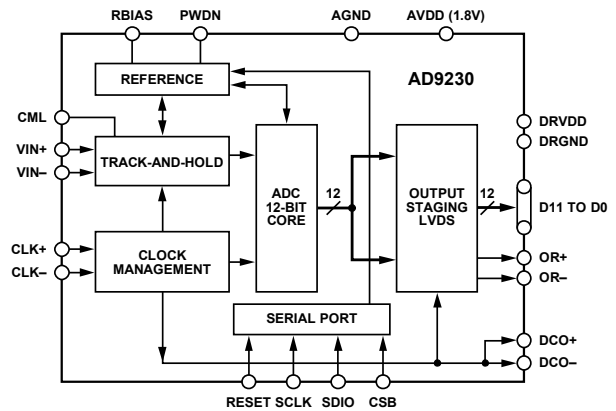 RBIAS
PWDN
AGND
AVDD (1.8V)
REFERENCE
AD9230
CML
VIN+
VIN–
TRACK-AND-HOLD
ADC
12-BIT
CORE
12
OUTPUT
STAGING
LVDS
12
DRVDD
DRGND
D11 TO D0
CLK+
CLK–
CLOCK
MANAGEMENT
OR+
OR–
SERIAL PORT
DCO+
DCO–
RESET
SCLK
SDIO
CSB